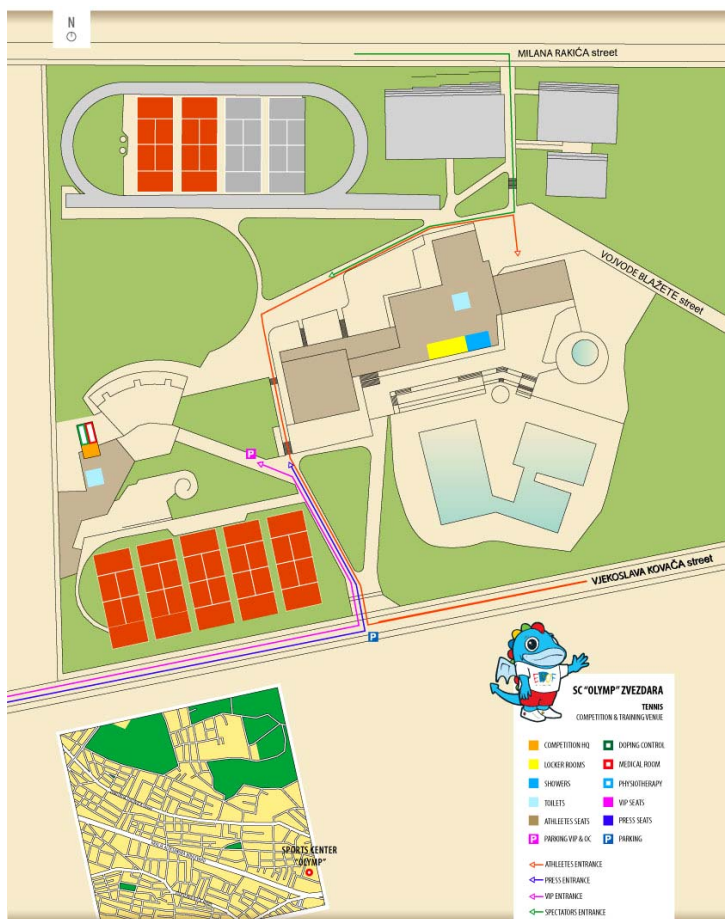 N
MILANA RAKIĆA street
VOJVODE BLAŽETE street
P
VJEKOSLAVA KOVAČA street
P
SC "OLYMP" ZVEZDARA
TENNIS
COMPETITION & TRAINING VENUE
COMPETITION HQ
DOPING CONTROL
LOCKER ROOMS
MEDICAL ROOM
SHOWERS
PHYSIOTHERAPY
TOILETS
VIP SEATS
ATHLEETES SEATS
PRESS SEATS
P PARKING VIP & OC
P PARKING
ATHLEETES ENTRANCE
PRESS ENTRANCE
VIP ENTRANCE
SPECTATORS ENTRANCE
SPORTS CENTER
"OLYMP"